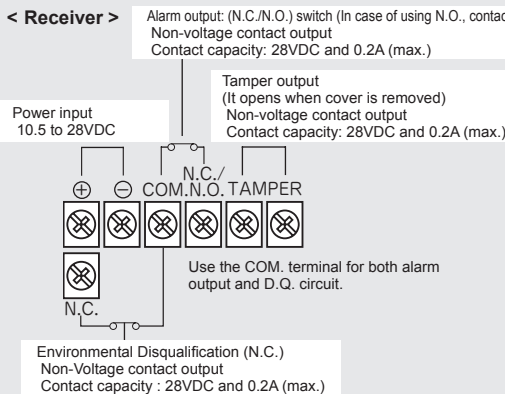 < Receiver >
Alarm output: (N.C./N.O.) switch (In case of using N.O.,
Non-voltage contact output
Contact capacity: 28VDC and 0.2A (max.)
Tamper output
(It opens when cover is removed)
Non-voltage contact output
Contact capacity: 28VDC and 0.2A (max.)
Power input
10.5 to 28VDC
N.C./
⊕ ⊖ COM. N.O. TAMPER
Use the COM. terminal for both alarm
output and D.Q. circuit.
N.C.
Environmental Disqualification (N.C.)
Non-Voltage contact output
Contact capacity : 28VDC and 0.2A (max.)